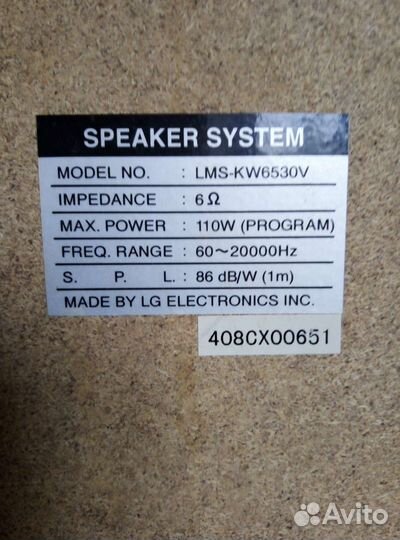 SPEAKER SYSTEM
MODEL NO. : LMS-KW6530V
IMPEDANCE : 6Ω
MAX. POWER : 110W (PROGRAM)
FREQ. RANGE : 60~20000Hz
S. P. L. : 86 dB/W (1m)
MADE BY LG ELECTRONICS INC.
408CX00651
Avito